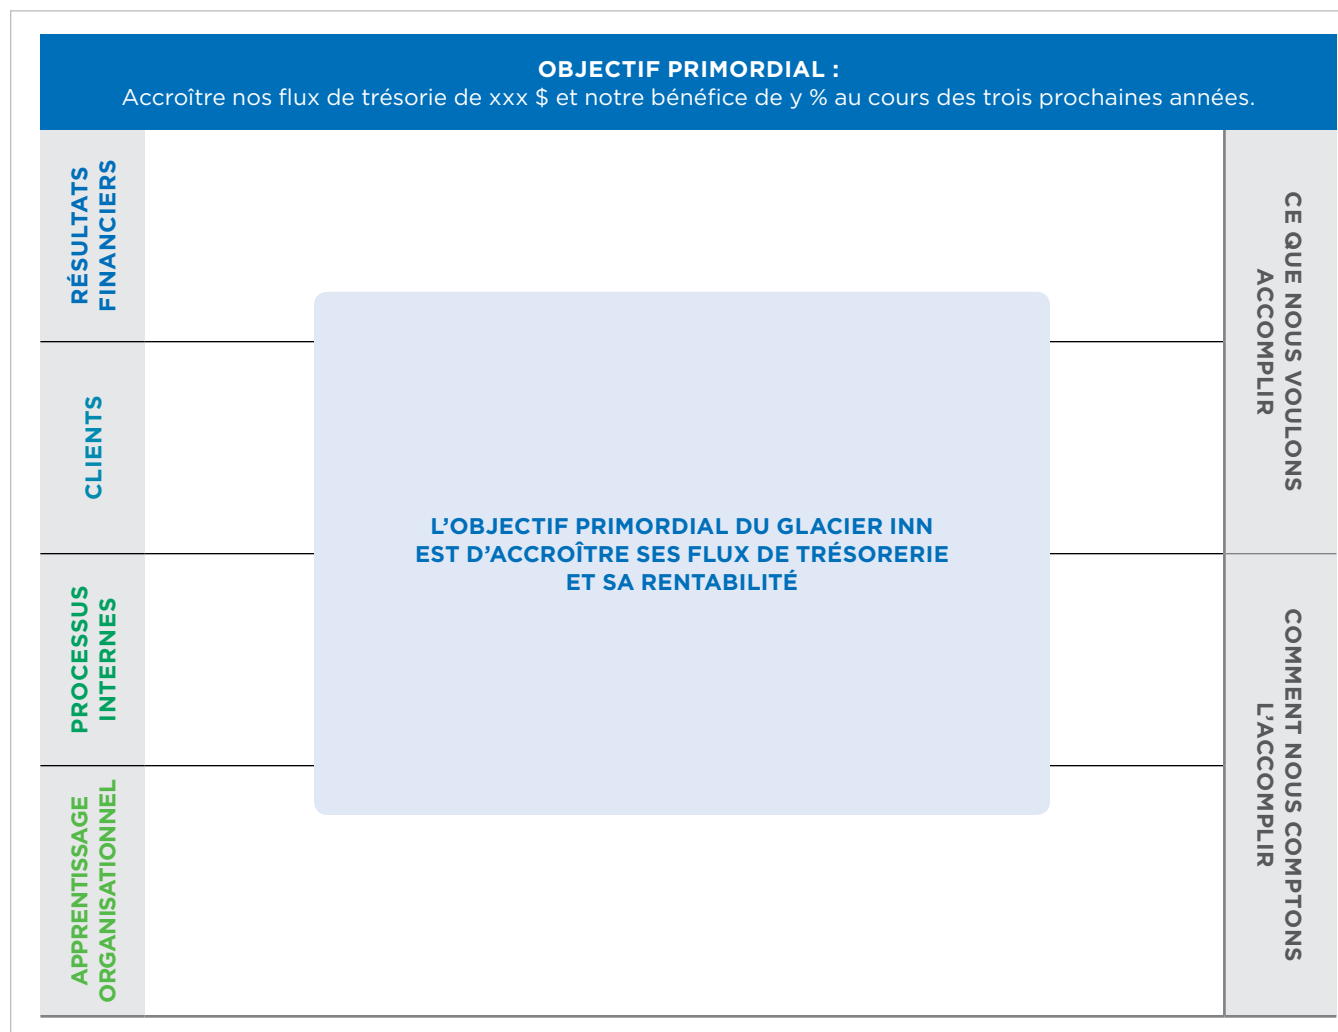 OBJECTIF PRIMORDIAL :
Accroître nos flux de trésorie de xxx $ et notre bénéfice de y % au cours des trois prochaines années.
RÉSULTATS
FINANCIERS
CLIENTS
PROCESSUS
INTERNES
APPRENTISSAGE
ORGANISATIONNEL
L’OBJECTIF PRIMORDIAL DU GLACIER INN
EST D’ACCROÎTRE SES FLUX DE TRÉSORERIE
ET SA RENTABILITÉ
CE QUE NOUS VOULONS
ACCOMPLIR
COMMENT NOUS COMPTONS
L’ACCOMPLIR